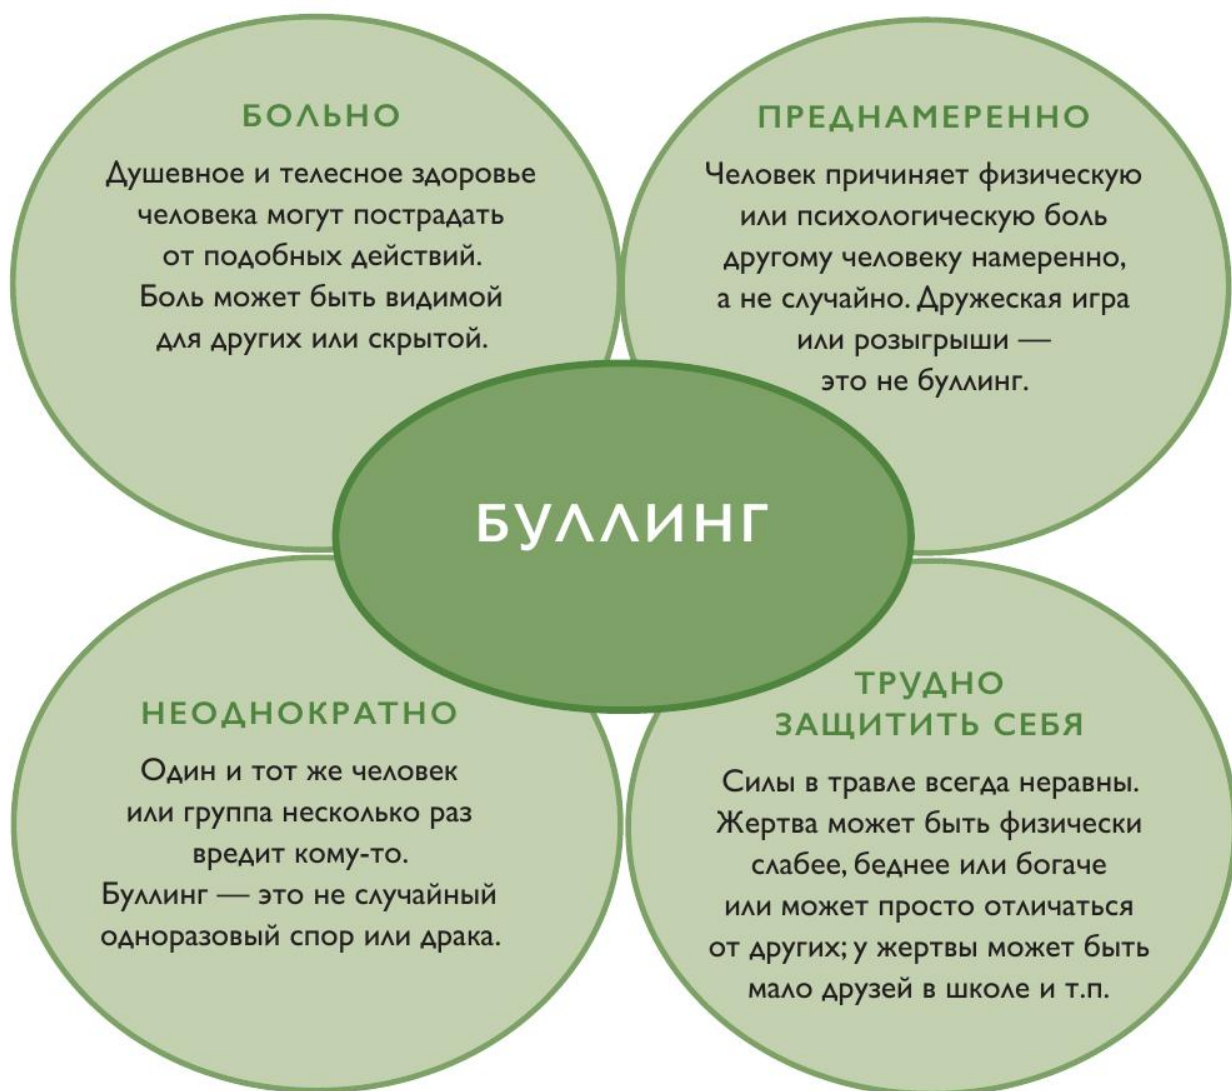 БОЛЬНО
Душевное и телесное здоровье
человека могут пострадать
от подобных действий.
Боль может быть видимой
для других или скрытой.
ПРЕДНАМЕРЕННО
Человек причиняет физическую
или психологическую боль
другому человеку намеренно,
а не случайно. Дружеская игра
или розыгрыши —
это не буллинг.
БУЛЛИНГ
НЕОДНОКРАТНО
Один и тот же человек
или группа несколько раз
вредит кому-то.
Буллинг — это не случайный
одноразовый спор или драка.
ТРУДНО
ЗАЩИТИТЬ СЕБЯ
Силы в травле всегда неравны.
Жертва может быть физически
слабее, беднее или богаче
или может просто отличаться
от других; у жертвы может быть
мало друзей в школе и т.п.